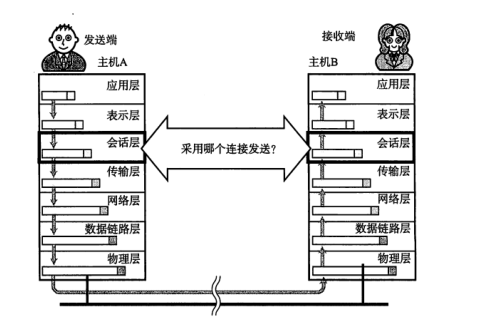 发送端
主机A
接收端
主机B
应用层
表示层
会话层
传输层
网络层
数据链路层
物理层
采用哪个连接发送?
应用层
表示层
会话层
传输层
网络层
数据链路层
物理层